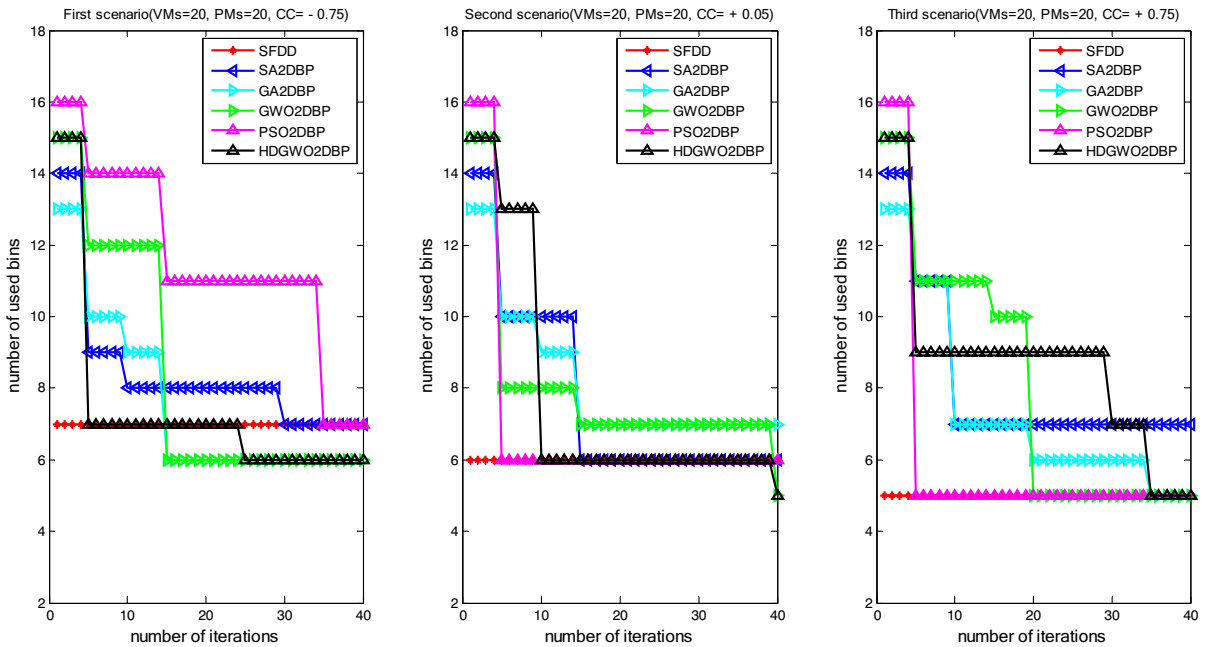 First scenario(VMs=20, PMs=20, CC= - 0.75)
18
16
14
12
10
8
6
4
2
number of used bins
SFDD
SA2DBP
GA2DBP
GWO2DBP
PSO2DBP
HDGWO2DBP
0
10
20
30
40
number of iterations
Second scenario(VMs=20, PMs=20, CC= + 0.05)
18
16
14
12
10
8
6
4
2
number of used bins
SFDD
SA2DBP
GA2DBP
GWO2DBP
PSO2DBP
HDGWO2DBP
0
10
20
30
40
number of iterations
Third scenario(VMs=20, PMs=20, CC= + 0.75)
18
16
14
12
10
8
6
4
2
number of used bins
SFDD
SA2DBP
GA2DBP
GWO2DBP
PSO2DBP
HDGWO2DBP
0
10
20
30
40
number of iterations